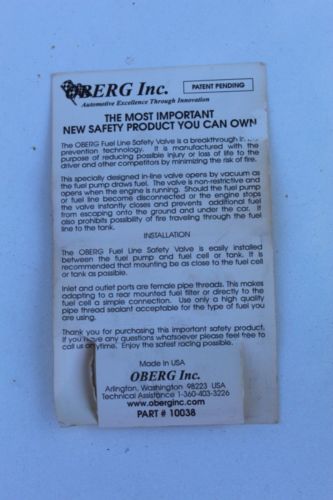 OBERG Inc.
PATENT PENDING
Automotive Excellence Through Innovation
THE MOST IMPORTANT
NEW SAFETY PRODUCT YOU CAN OWN
The OBERG Fuel Line Safety Valve is a breakthrough in
prevention technology. It is manufactured with the
purpose of reducing possible injury or loss of life to the
driver and other competitors by minimizing the risk of fire.
This specially designed in-line valve opens by vacuum as
the fuel pump draws fuel. The valve is non-restrictive and
opens when the engine is running. Should the fuel pump
or fuel line become disconnected or the engine stops
the valve instantly closes and prevents additional fuel
from escaping onto the ground and under the car. It
also prohibits possibility of fire traveling through the fuel
line to the tank.
INSTALLATION
The OBERG Fuel Line Safety Valve is easily installed
between the fuel pump and fuel cell or tank. It is
recommended that mounting be as close to the fuel cell
or tank as possible.
Inlet and outlet ports are female pipe threads. This makes
adapting to a rear mounted fuel filter or directly to the
fuel cell a simple connection. Use only a high quality
pipe thread sealant acceptable for the type of fuel you
are using.
Thank you for purchasing this important safety product.
If you have any questions whatsoever please feel free to
call us anytime. Enjoy the safest racing possible.
Made in USA
OBERG Inc.
Arlington, Washington 98223 USA
Technical Assistance 1-360-403-3226
www.oberginc.com
PART # 10038